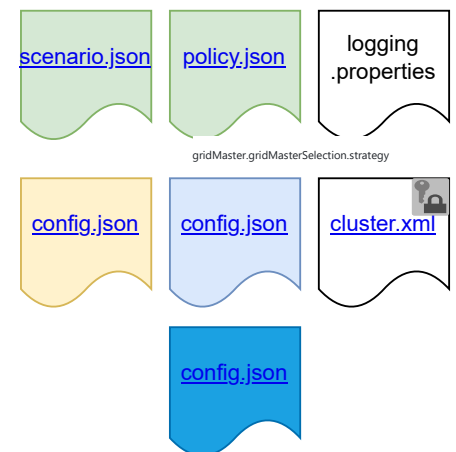 scenario.json
policy.json
logging
.properties
gridMaster.gridMasterSelection.strategy
config.json
config.json
cluster.xml
config.json